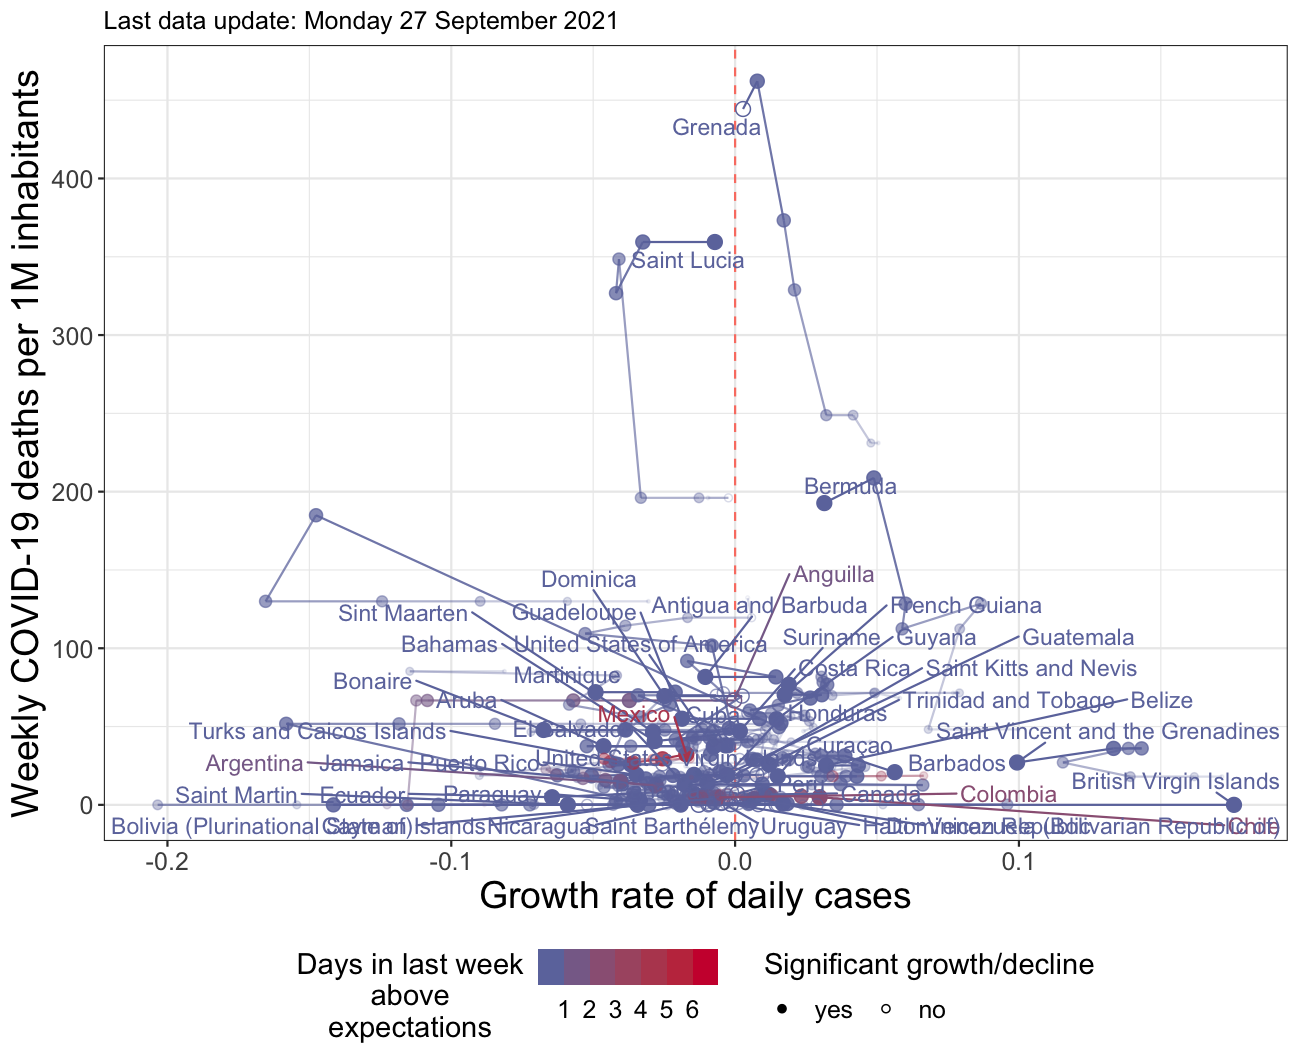 Last data update: Monday 27 September 2021
Weekly COVID-19 deaths per 1M inhabitants
400
300
200
100
0
Grenada
Saint Lucia
Bermuda
Anguilla
Dominica
Antigua and Barbuda
French Guiana
Sint Maarten
Guadeloupe
Suriname
Guyana
Guatemala
Bahamas
United States of America
Costa Rica
Saint Kitts and Nevis
Martinique
Bonaire
Aruba
Trinidad and Tobago
Belize
Mexico
Cuba
Honduras
Turks and Caicos Islands
El Salvador
Saint Vincent and the Grenadines
Curaçao
Argentina
Jamaica
Puerto Rico
United States Virgin Islands
Barbados
British Virgin Islands
Peru
Saint Martin
Ecuador
Paraguay
Canada
Colombia
Bolivia (Plurinational State of)
Cayman Islands
Nicaragua
Saint Barthélemy
Uruguay
Haiti
Dominican Republic
Venezuela (Bolivarian Republic of)
Chile
-0.2
-0.1
0.0
0.1
Growth rate of daily cases
Days in last week
above
expectations
1 2 3 4 5 6
Significant growth/decline
yes
no